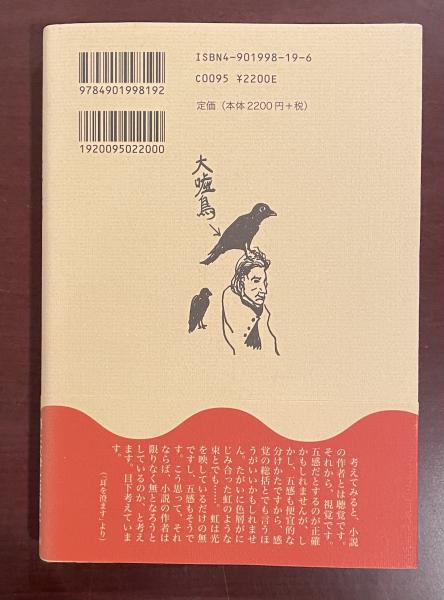 ISBN4-901998-19-6
C0095 ¥2200E
定価（本体2200円＋税）
9784901998192
1920095022000
大嘘鳥
考えてみると、小説
の作者とは聴覚です。
それから、視覚です。
五感だとするのが正確
かもしれませんが、し
かし、五感も便宜的な
分けかたですから、感
覚の総括とでも言うほ
うがいいかもしれませ
ん。たがいに色層がに
じみ合った虹のような
束とでも……。虹は光
を映しているだけの無
ですし、五感もそうで
す。こう思って、それ
ならば、小説の作者は
限りなく無となろうと
しているのか、と考え
ます。目下考えていま
す。
（「耳を澄ます」より）